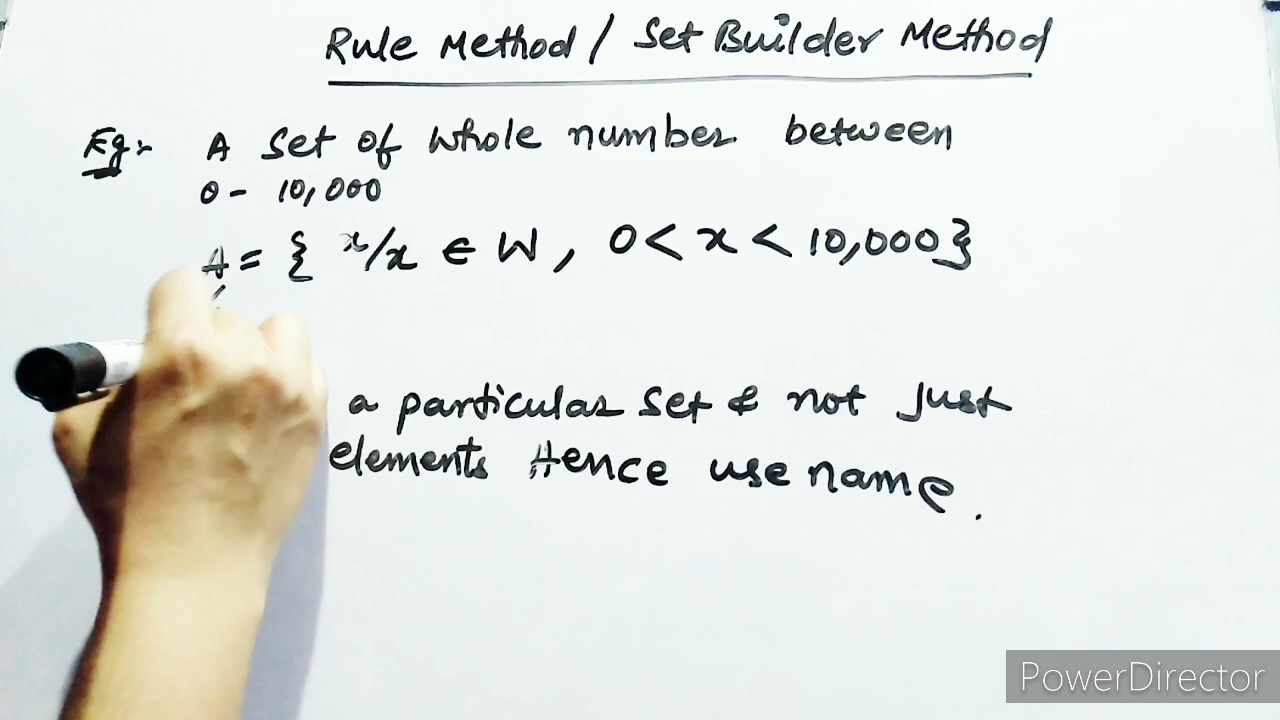 Rule Method / Set Builder Method
Eg:- A set of whole number between
0 - 10,000
A = { x/x ∈ W, 0 < x < 10,000}
a particular set & not just
elements Hence use name.
PowerDirector